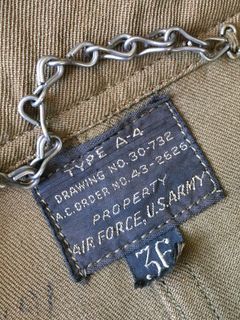 TYPE A-4
DRAWING NO. 30-732
A.C. ORDER NO. 43-2626
PROPERTY
AIR FORCE, U.S. ARMY
36